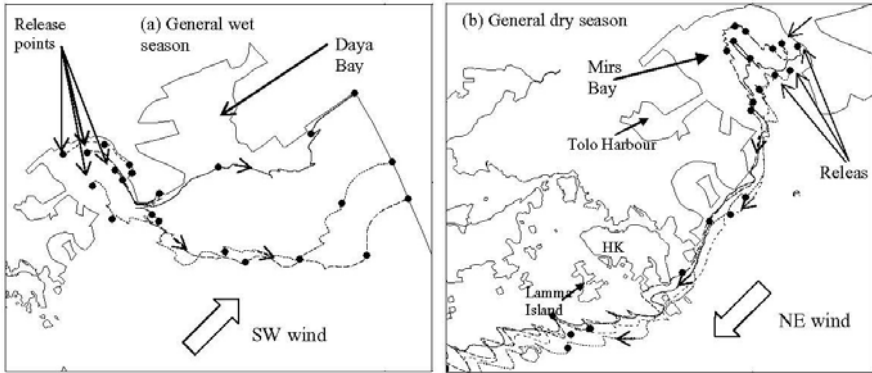 (a) General wet
season
Release
points
Daya
Bay
SW wind
(b) General dry season
Mirs
Bay
Tolo Harbour
Releas
HK
Lamma
Island
NE wind